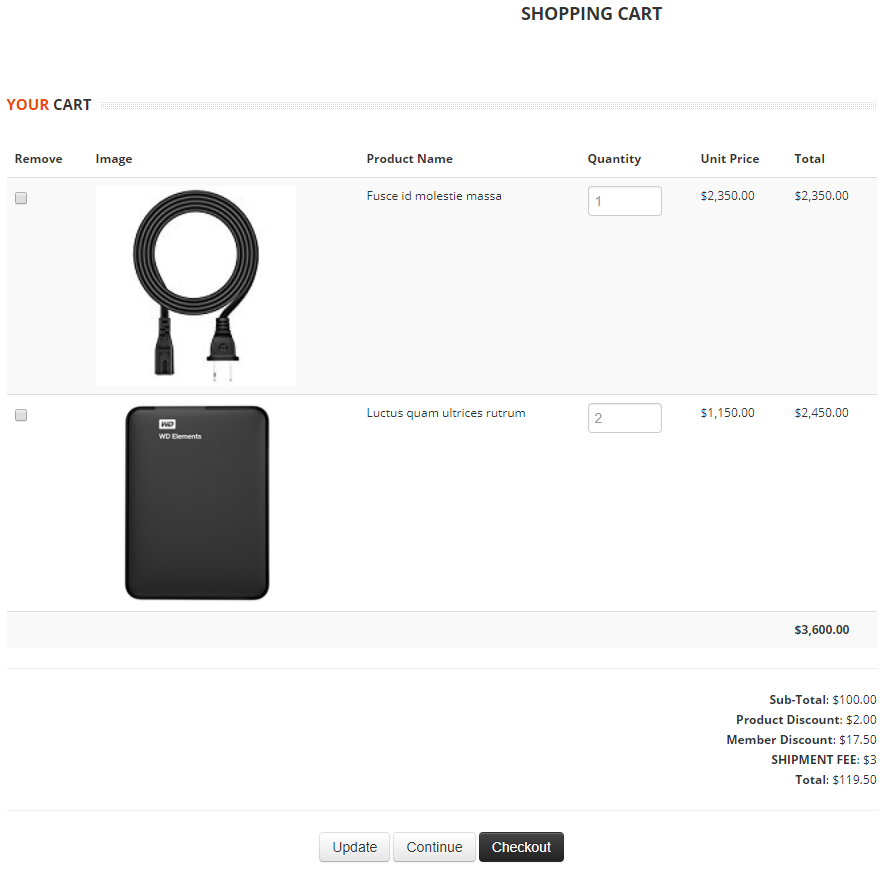 SHOPPING CART
YOUR CART
Remove Image Product Name Quantity Unit Price Total
Fusce id molestie massa 1 $2,350.00 $2,350.00
WD
WD Elements
Luctus quam ultrices rutrum 2 $1,150.00 $2,450.00
$3,600.00
Sub-Total: $100.00
Product Discount: $2.00
Member Discount: $17.50
SHIPMENT FEE: $3
Total: $119.50
Update Continue Checkout